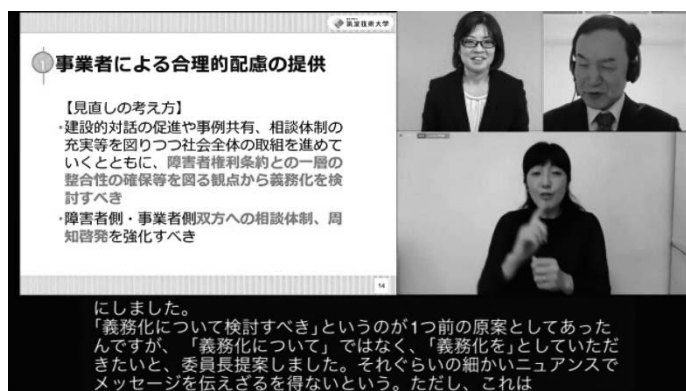 筑波技術大学
事業者による合理的配慮の提供
【見直しの考え方】
・建設的対話の促進や事例共有、相談体制の
充実等を図りつつ社会全体の取組を進めて
いくとともに、障害者権利条約との一層の
整合性の確保等を図る観点から義務化を検
討すべき
・障害者側・事業者側双方への相談体制、周
知啓発を強化すべき
14
にしました。
「義務化について検討すべき」というのが1つ前の原案としてあった
んですが、「義務化について」ではなく、「義務化を」としていただ
きたいと、委員長提案しました。それぐらいの細かいニュアンスで
メッセージを伝えざるを得ないという。ただし、これは